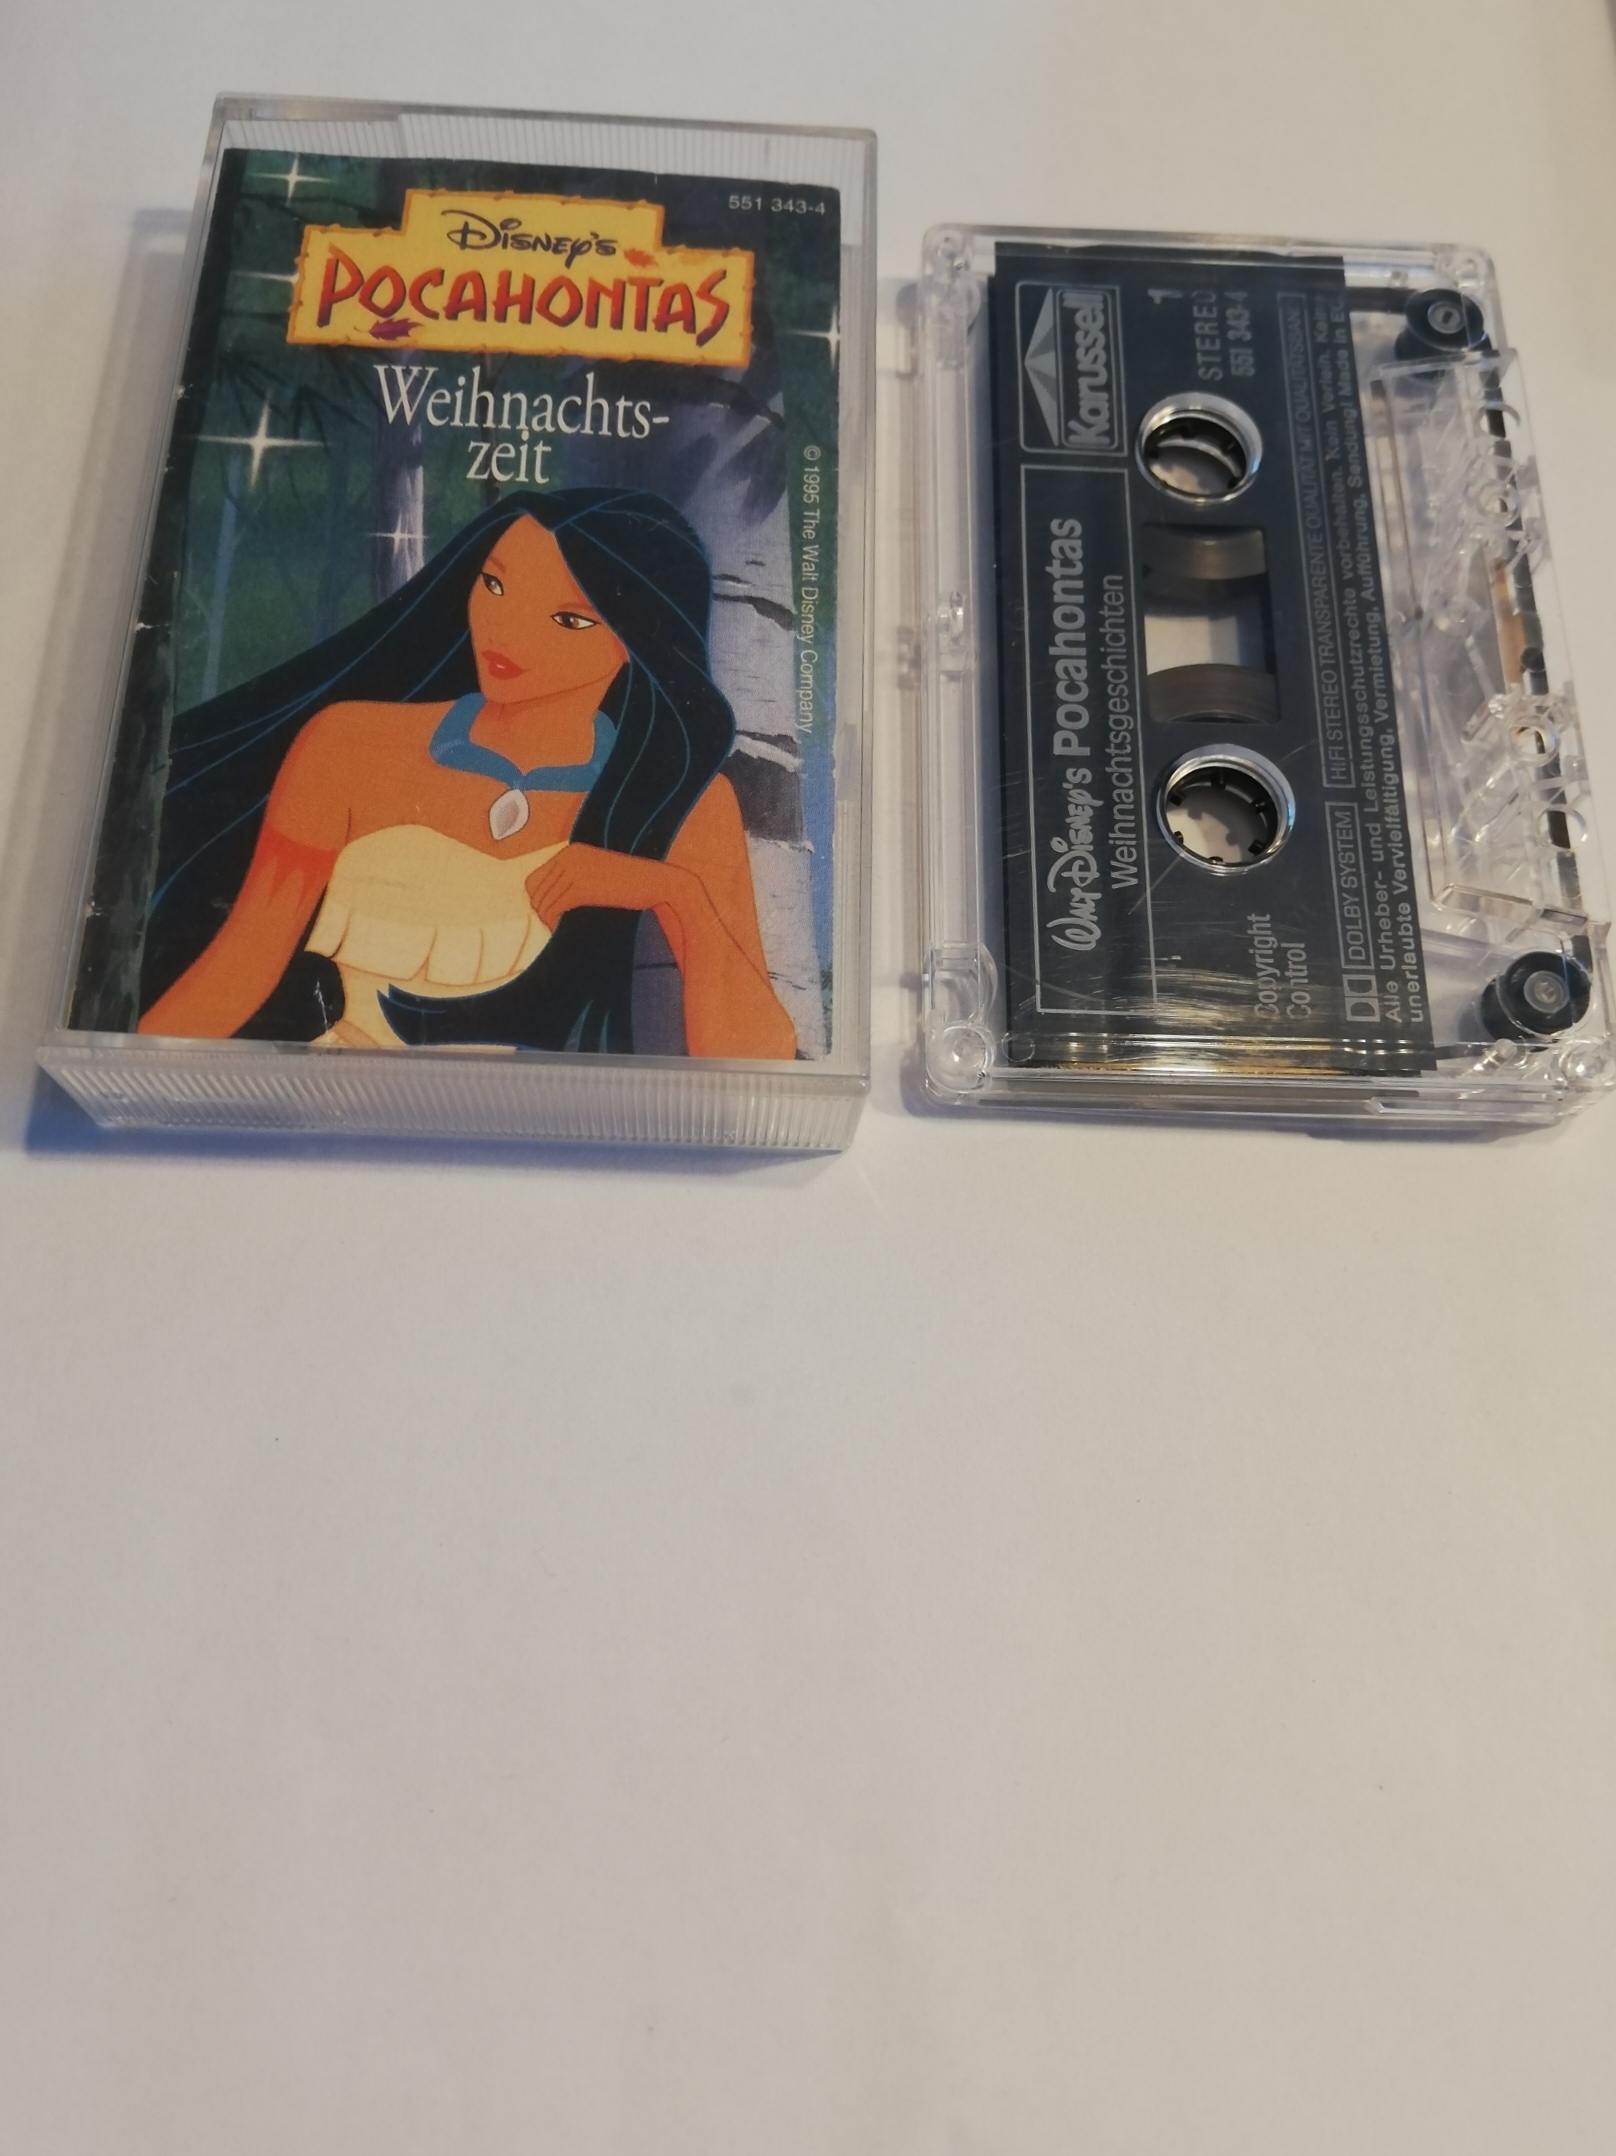 551 343-4
Disney's
POCAHONTAS
Weihnachts-
zeit
© 1995 The Walt Disney Company
Karussell
1
STEREO
551 343-4
Walt Disney's Pocahontas
Weihnachtsgeschichten
Copyright
Control
DOLBY SYSTEM HIFI STEREO TRANSPARENTE QUALITÄT MIT QUALITÄTSBAND
Alle Urheber- und Leistungsschutzrechte vorbehalten. Kein Verleih. Keine
unerlaubte Vervielfältigung, Vermietung, Aufführung, Sendung! Made in